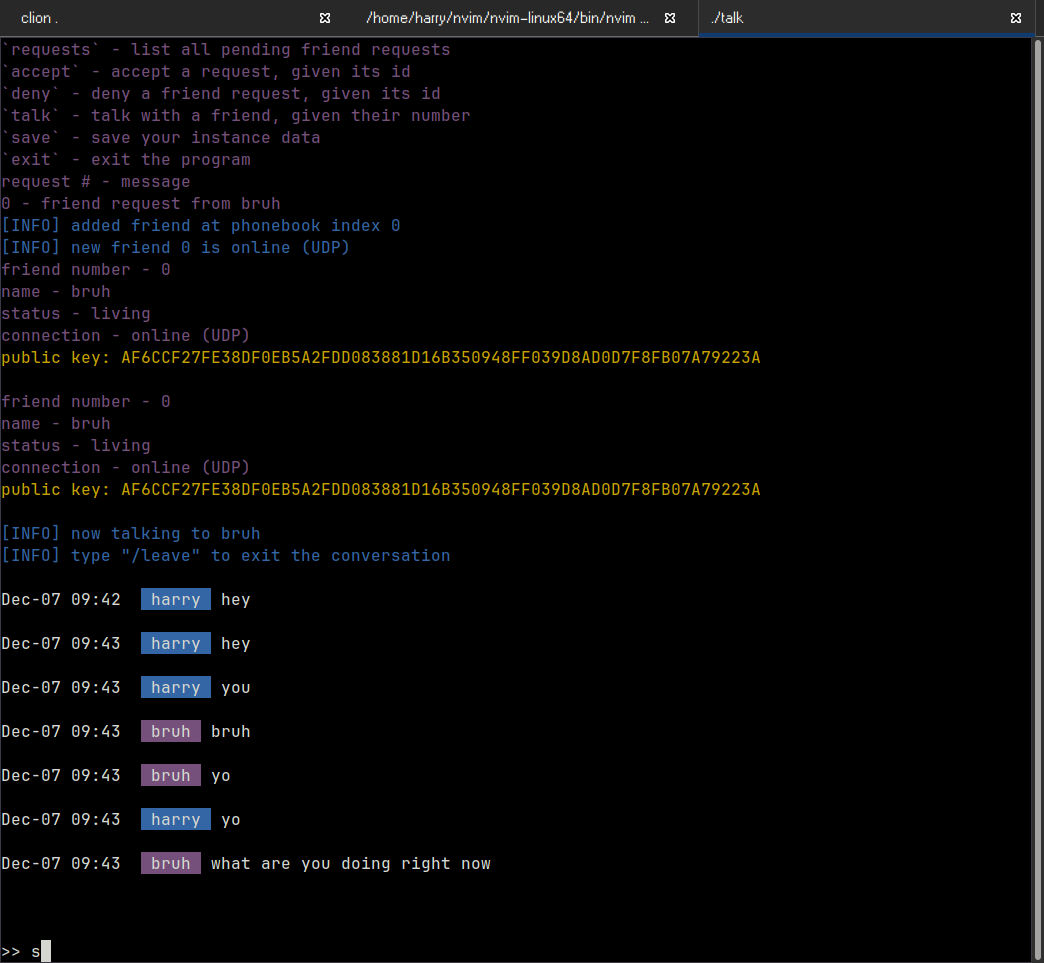 clion .
/home/harry/nvim/nvim-linux64/bin/nvim ...
./talk
`requests` - list all pending friend requests
`accept` - accept a request, given its id
`deny` - deny a friend request, given its id
`talk` - talk with a friend, given their number
`save` - save your instance data
`exit` - exit the program
request # - message
0 - friend request from bruh
[INFO] added friend at phonebook index 0
[INFO] new friend 0 is online (UDP)
friend number - 0
name - bruh
status - living
connection - online (UDP)
public key: AF6CCF27FE38DF0EB5A2FDD083881D16B350948FF039D8AD0D7F8FB07A79223A
friend number - 0
name - bruh
status - living
connection - online (UDP)
public key: AF6CCF27FE38DF0EB5A2FDD083881D16B350948FF039D8AD0D7F8FB07A79223A
[INFO] now talking to bruh
[INFO] type "/leave" to exit the conversation
Dec-07 09:42 harry hey
Dec-07 09:43 harry hey
Dec-07 09:43 harry you
Dec-07 09:43 bruh bruh
Dec-07 09:43 bruh yo
Dec-07 09:43 harry yo
Dec-07 09:43 bruh what are you doing right now
>> s